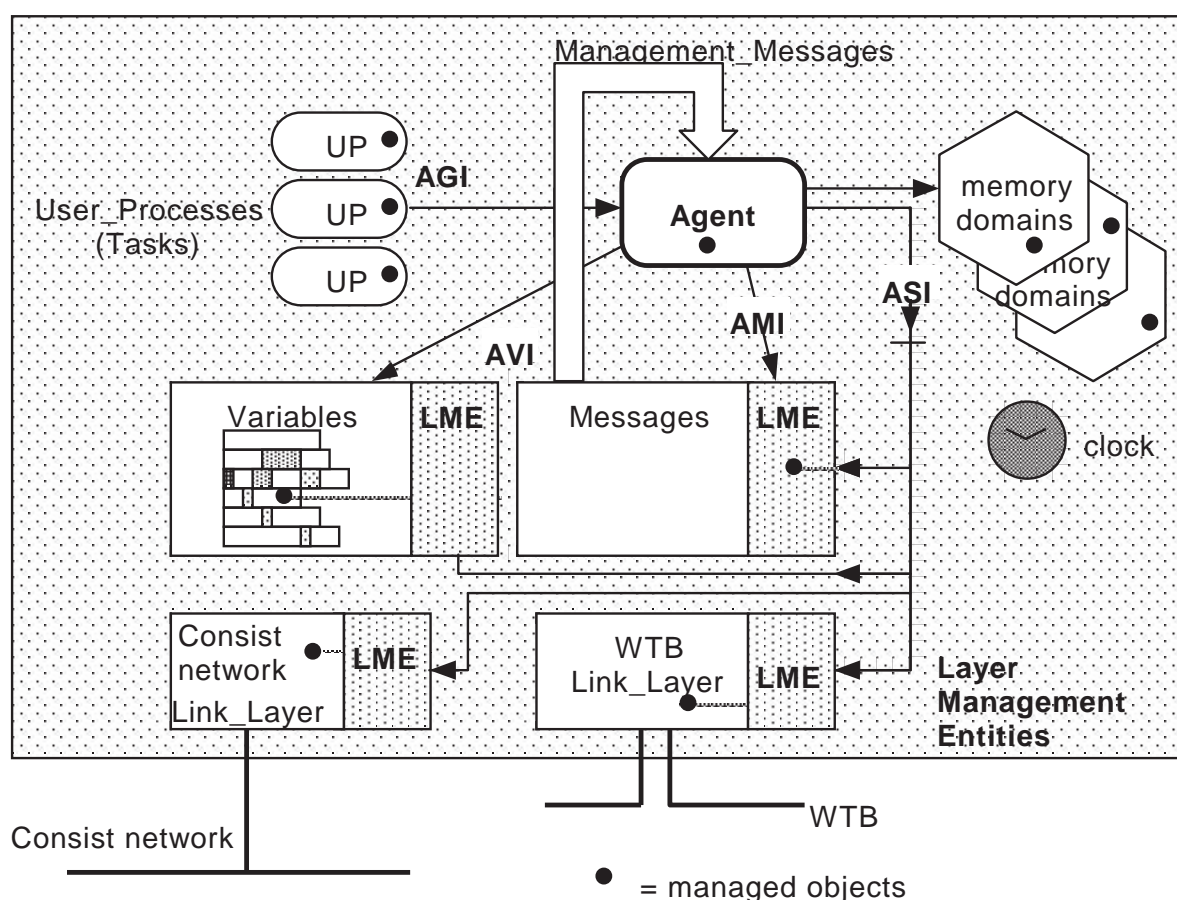 Management_Messages
UP
AGI
User_Processes
(Tasks)
UP
UP
Agent
memory
domains
mory
domains
ASI
AMI
AVI
Variables
LME
Messages
LME
clock
Consist
network
Link_Layer
LME
WTB
Link_Layer
LME
Layer
Management
Entities
WTB
Consist network
= managed objects